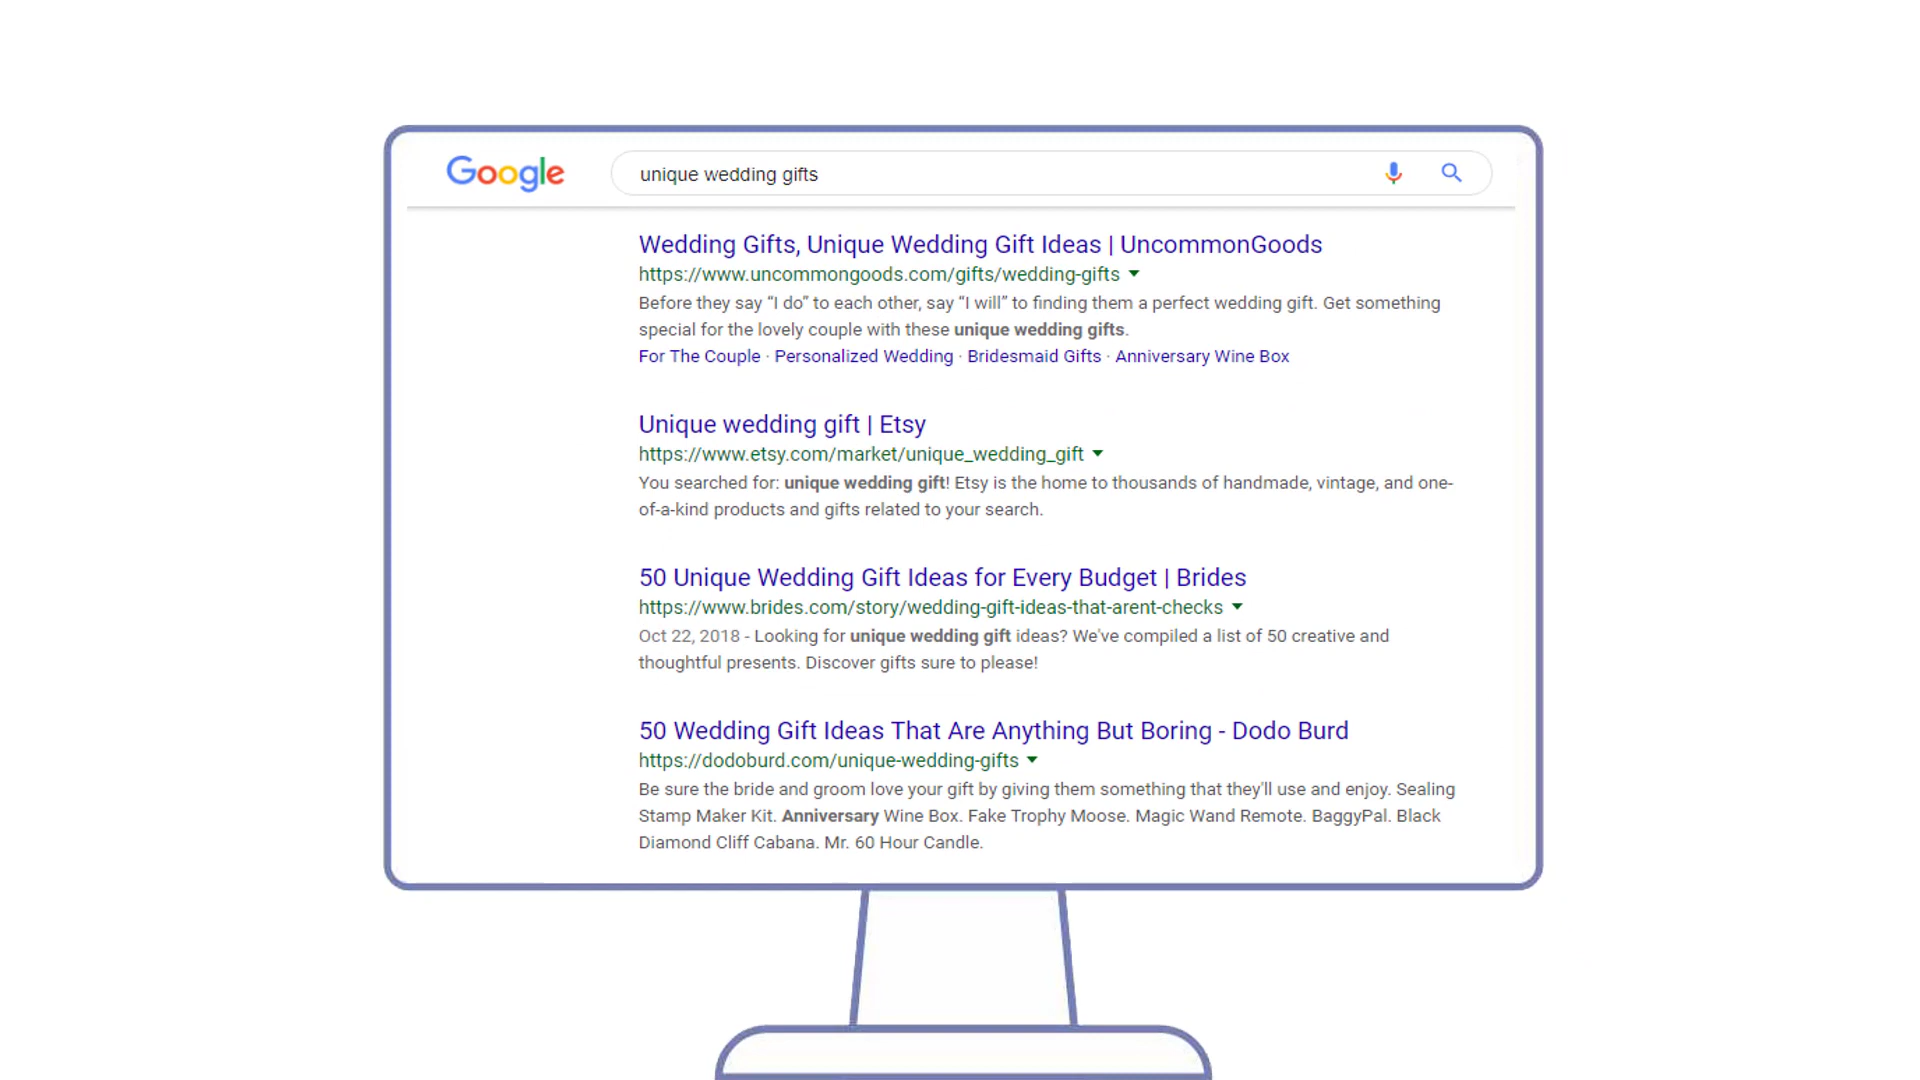 Google
unique wedding gifts
Wedding Gifts, Unique Wedding Gift Ideas | UncommonGoods
https://www.uncommongoods.com/gifts/wedding-gifts
Before they say “I do” to each other, say “I will” to finding them a perfect wedding gift. Get something
special for the lovely couple with these unique wedding gifts.
For The Couple · Personalized Wedding · Bridesmaid Gifts · Anniversary Wine Box
Unique wedding gift | Etsy
https://www.etsy.com/market/unique_wedding_gift
You searched for: unique wedding gift! Etsy is the home to thousands of handmade, vintage, and one-
of-a-kind products and gifts related to your search.
50 Unique Wedding Gift Ideas for Every Budget | Brides
https://www.brides.com/story/wedding-gift-ideas-that-arent-checks
Oct 22, 2018 - Looking for unique wedding gift ideas? We've compiled a list of 50 creative and
thoughtful presents. Discover gifts sure to please!
50 Wedding Gift Ideas That Are Anything But Boring - Dodo Burd
https://dodoburd.com/unique-wedding-gifts
Be sure the bride and groom love your gift by giving them something that they'll use and enjoy. Sealing
Stamp Maker Kit. Anniversary Wine Box. Fake Trophy Moose. Magic Wand Remote. BaggyPal. Black
Diamond Cliff Cabana. Mr. 60 Hour Candle.